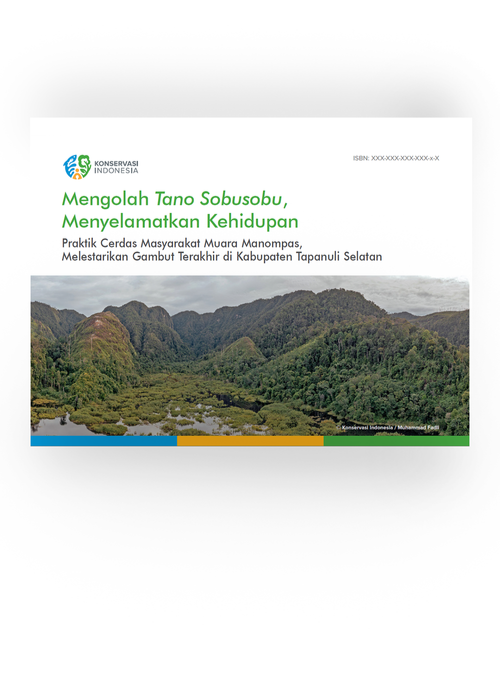 KONSERVASI
INDONESIA
ISBN: XXX-XXX-XXX-XXX-x-X
Mengolah Tano Sobusobu,
Menyelamatkan Kehidupan
Praktik Cerdas Masyarakat Muara Manompas,
Melestarikan Gambut Terakhir di Kabupaten Tapanuli Selatan
© Konservasi Indonesia / Muhammad Fadli